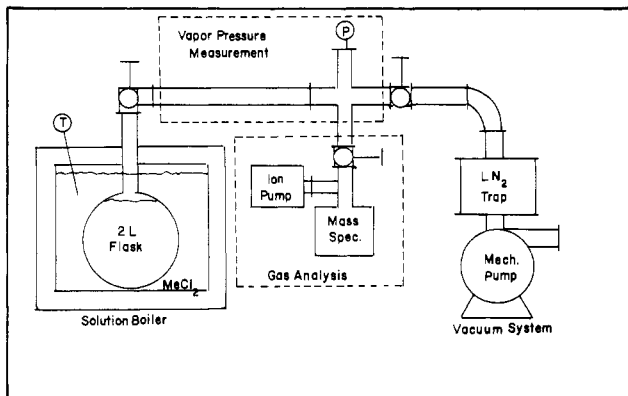 Vapor Pressure
Measurement
P
T
Ion
Pump
Mass
Spec.
Gas Analysis
2 L
Flask
MeCl2
Solution Boiler
L N2
Trap
Mech.
Pump
Vacuum System